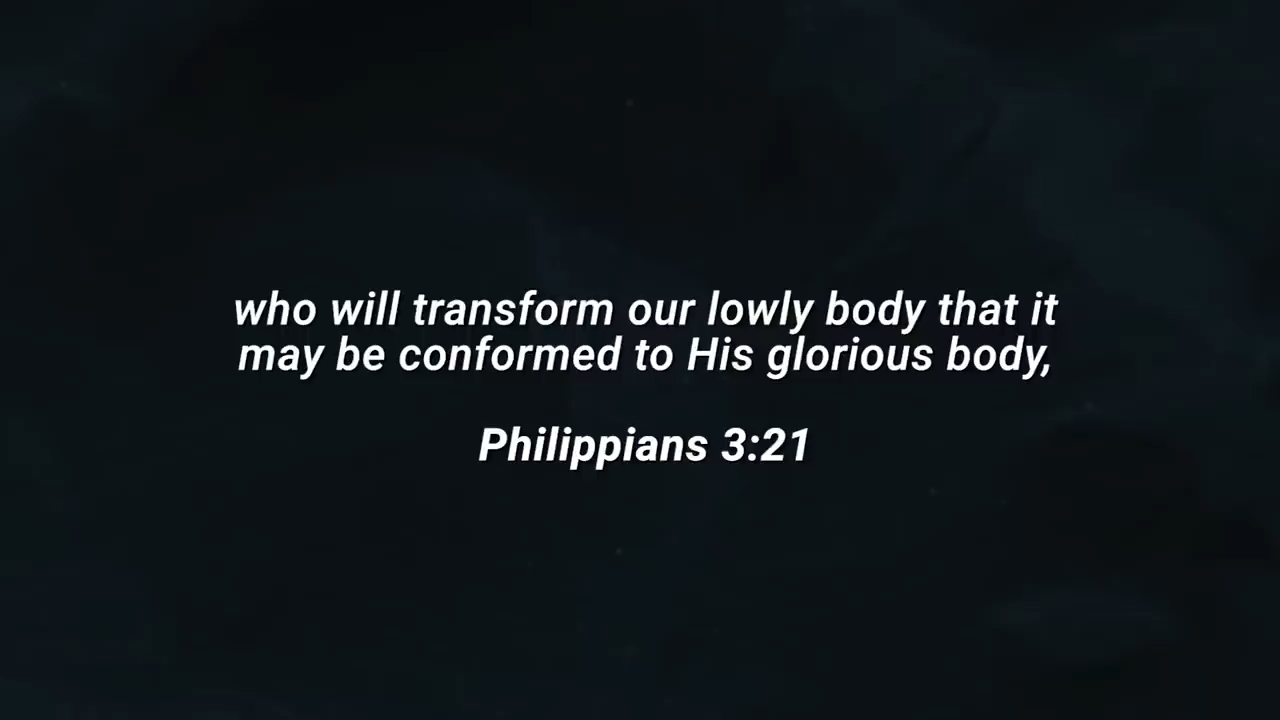 who will transform our lowly body that it
may be conformed to His glorious body,
Philippians 3:21